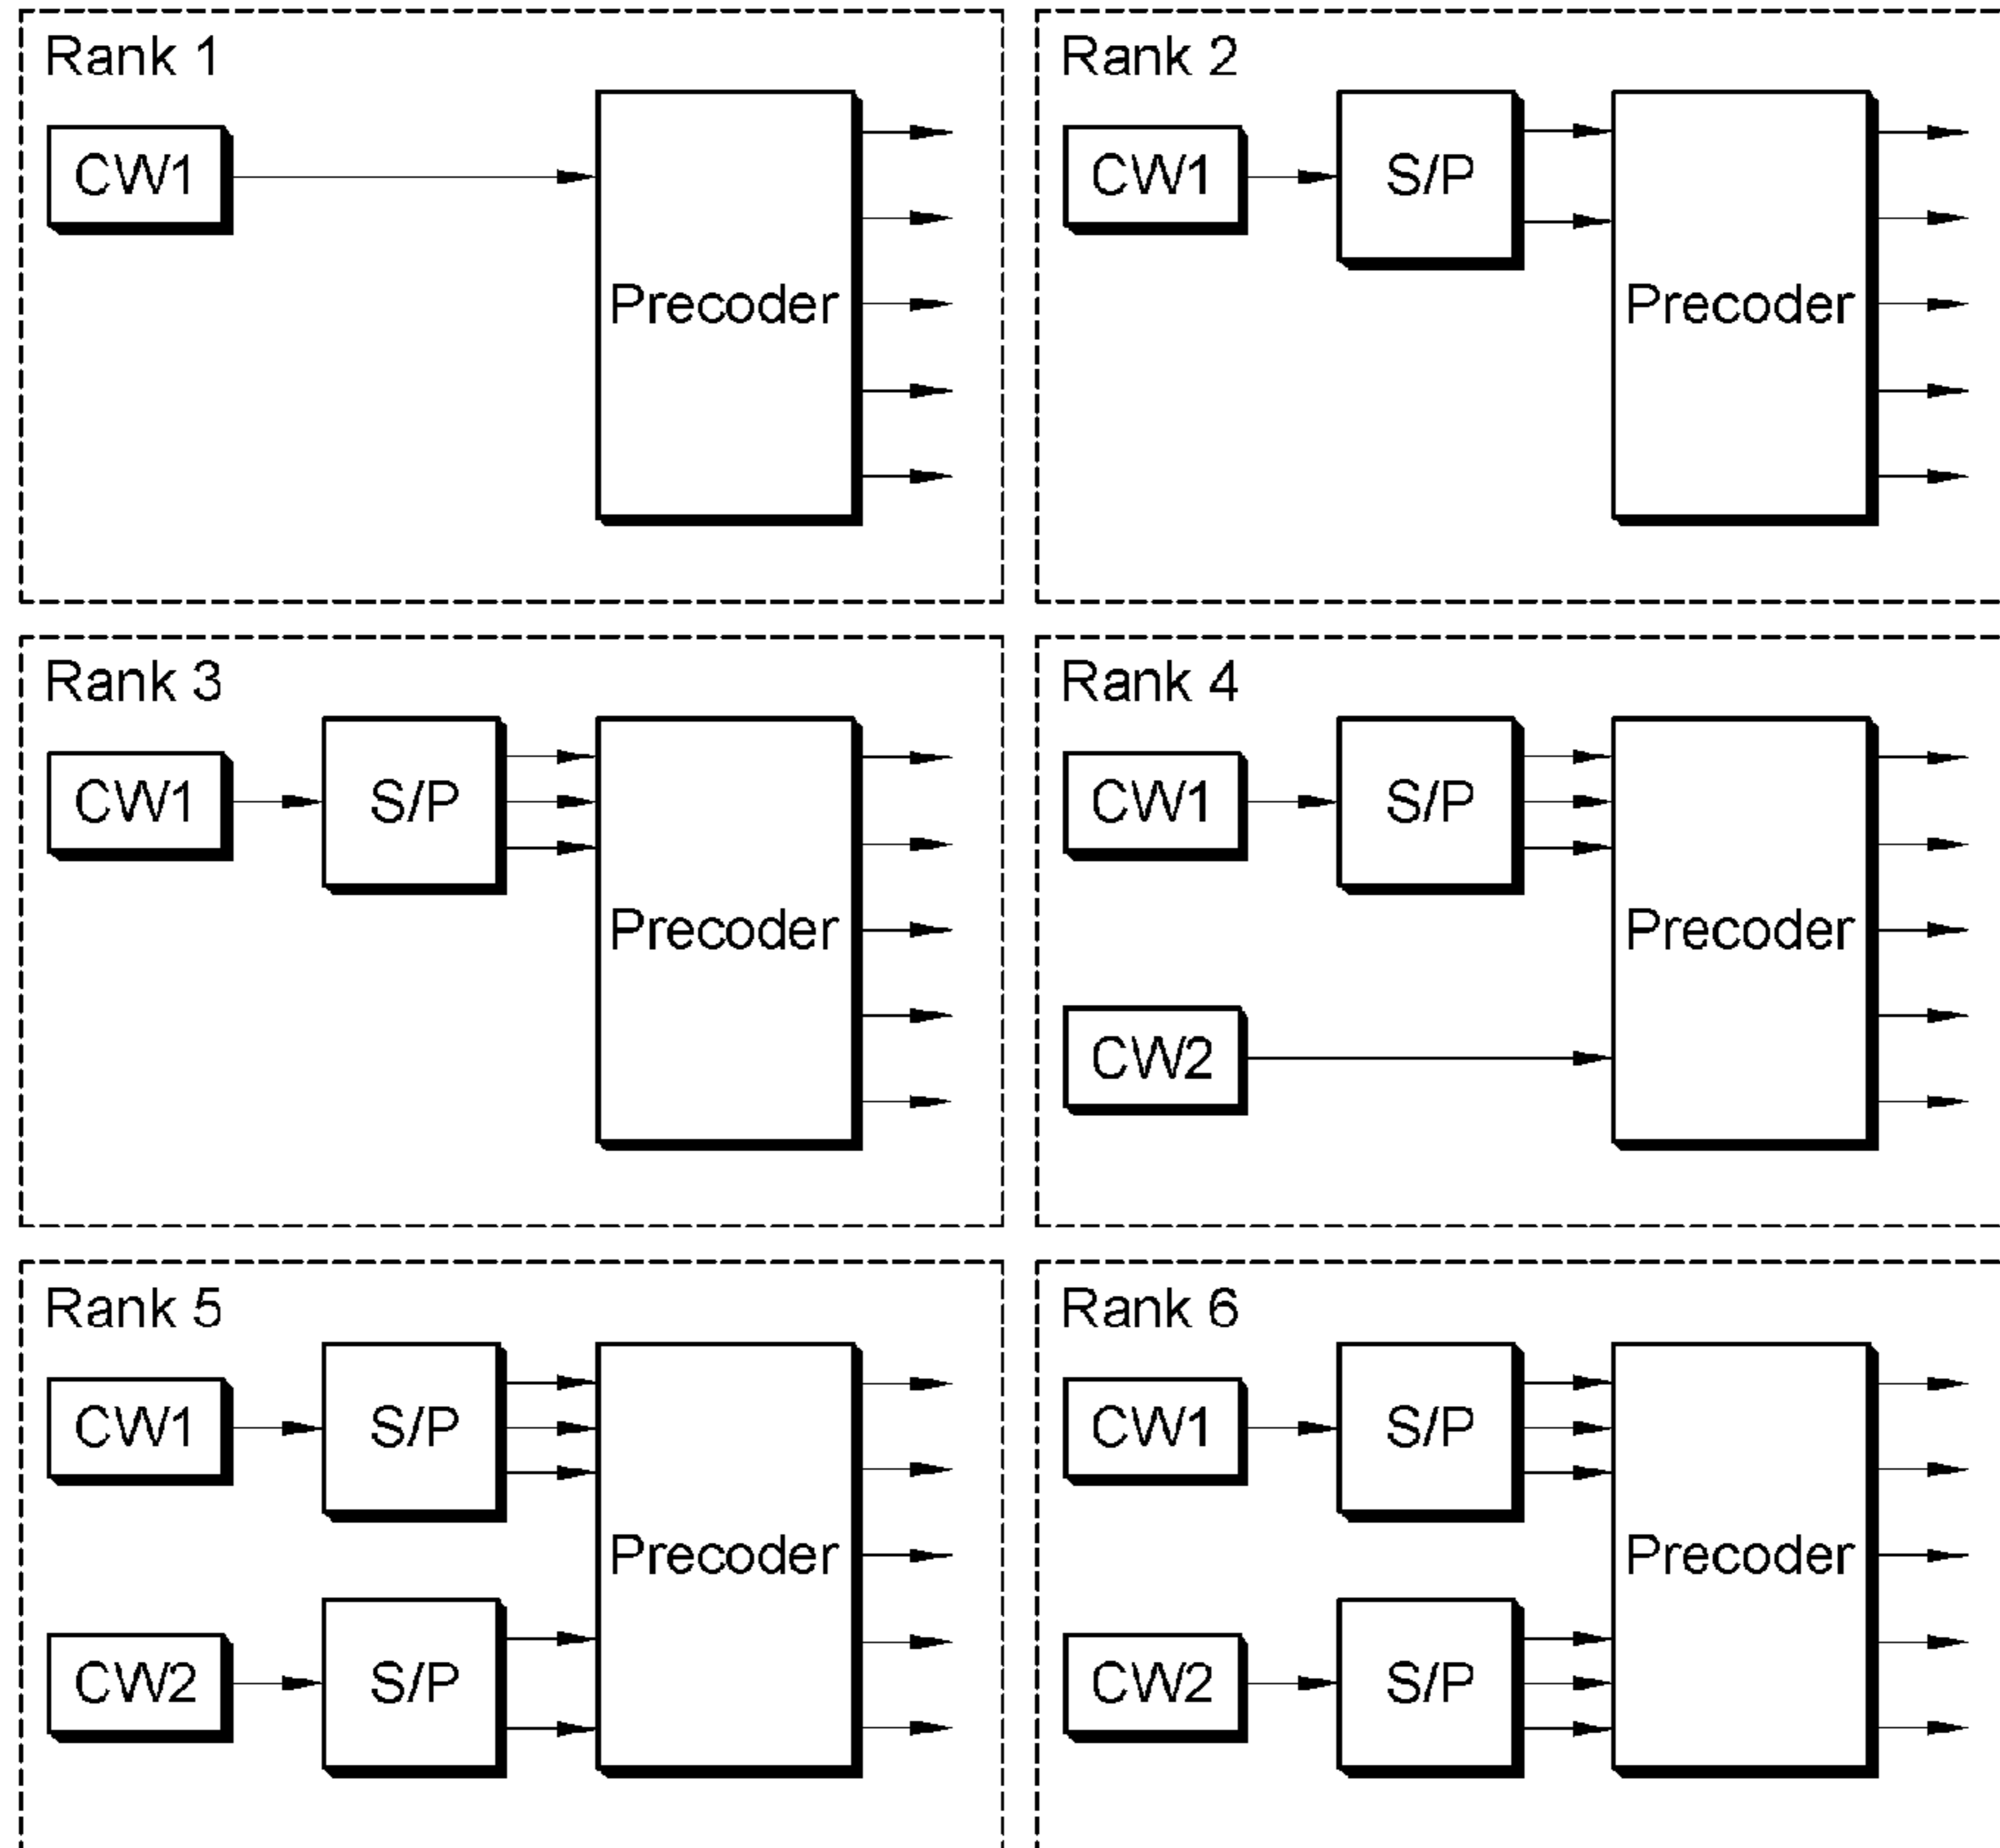 Rank 1
CW1
Precoder
Rank 2
CW1
S/P
Precoder
Rank 3
CW1
S/P
Precoder
Rank 4
CW1
S/P
Precoder
CW2
Rank 5
CW1
S/P
Precoder
CW2
S/P
Rank 6
CW1
S/P
Precoder
CW2
S/P